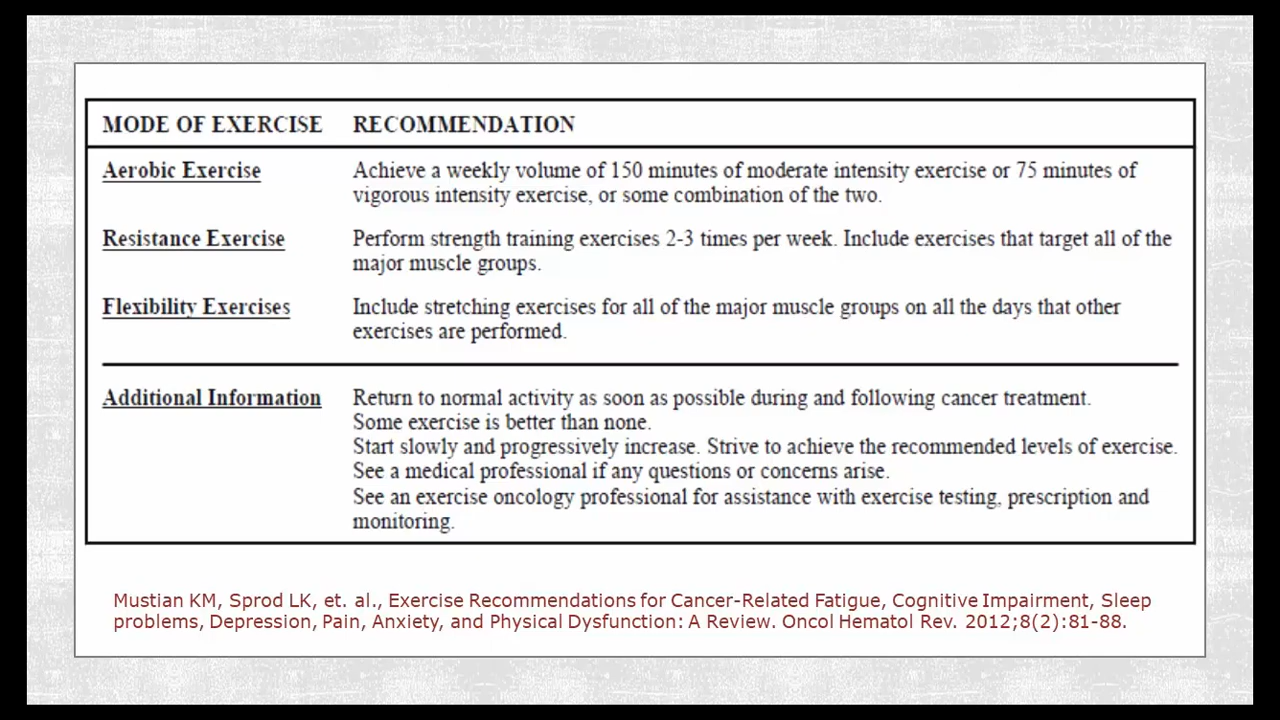 MODE OF EXERCISE RECOMMENDATION
Aerobic Exercise Achieve a weekly volume of 150 minutes of moderate intensity exercise or 75 minutes of
vigorous intensity exercise, or some combination of the two.
Resistance Exercise Perform strength training exercises 2-3 times per week. Include exercises that target all of the
major muscle groups.
Flexibility Exercises Include stretching exercises for all of the major muscle groups on all the days that other
exercises are performed.
Additional Information Return to normal activity as soon as possible during and following cancer treatment.
Some exercise is better than none.
Start slowly and progressively increase. Strive to achieve the recommended levels of exercise.
See a medical professional if any questions or concerns arise.
See an exercise oncology professional for assistance with exercise testing, prescription and
monitoring.
Mustian KM, Sprod LK, et. al., Exercise Recommendations for Cancer-Related Fatigue, Cognitive Impairment, Sleep
problems, Depression, Pain, Anxiety, and Physical Dysfunction: A Review. Oncol Hematol Rev. 2012;8(2):81-88.